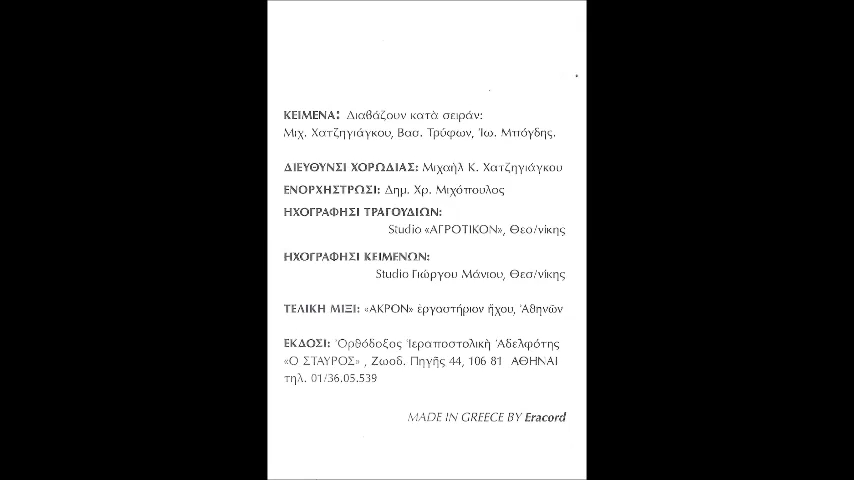 ΚΕΙΜΕΝΑ: Διαβάζουν κατὰ σειράν:
Μιχ. Χατζηγιάγκου, Βασ. Τρύφων, Ἰω. Μπόγδης.
ΔΙΕΥΘΥΝΣΙ ΧΟΡΩΔΙΑΣ: Μιχαὴλ Κ. Χατζηγιάγκου
ΕΝΟΡΧΗΣΤΡΩΣΙ: Δημ. Χρ. Μιχόπουλος
ΗΧΟΓΡΑΦΗΣΙ ΤΡΑΓΟΥΔΙΩΝ:
Studio «ΑΓΡΟΤΙΚΟΝ», Θεσ/νίκης
ΗΧΟΓΡΑΦΗΣΙ ΚΕΙΜΕΝΩΝ:
Studio Γιώργου Μάνιου, Θεσ/νίκης
ΤΕΛΙΚΗ ΜΙΞΙ: «ΑΚΡΟΝ» ἐργαστήριον ἤχου, Ἀθηνῶν
ΕΚΔΟΣΙ: Ὀρθόδοξος Ἱεραποστολικὴ Ἀδελφότης
«Ο ΣΤΑΥΡΟΣ» , Ζωοδ. Πηγῆς 44, 106 81 ΑΘΗΝΑΙ
τηλ. 01/36.05.539
MADE IN GREECE BY Eracord